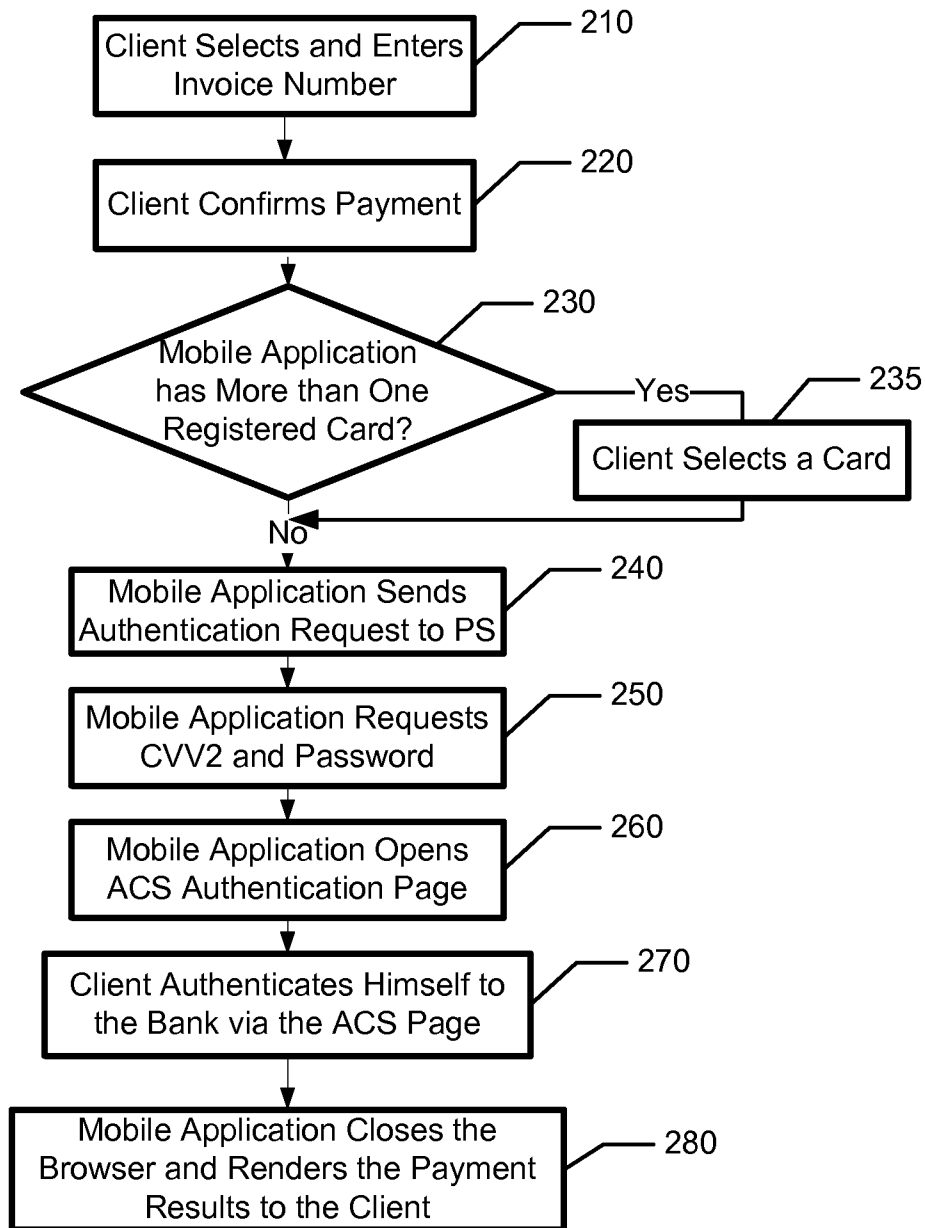 Client Selects and Enters
Invoice Number
210
Client Confirms Payment
220
Mobile Application
has More than One
Registered Card?
230
Yes
235
Client Selects a Card
No
Mobile Application Sends
Authentication Request to PS
240
Mobile Application Requests
CVV2 and Password
250
Mobile Application Opens
ACS Authentication Page
260
Client Authenticates Himself to
the Bank via the ACS Page
270
Mobile Application Closes the
Browser and Renders the Payment
Results to the Client
280